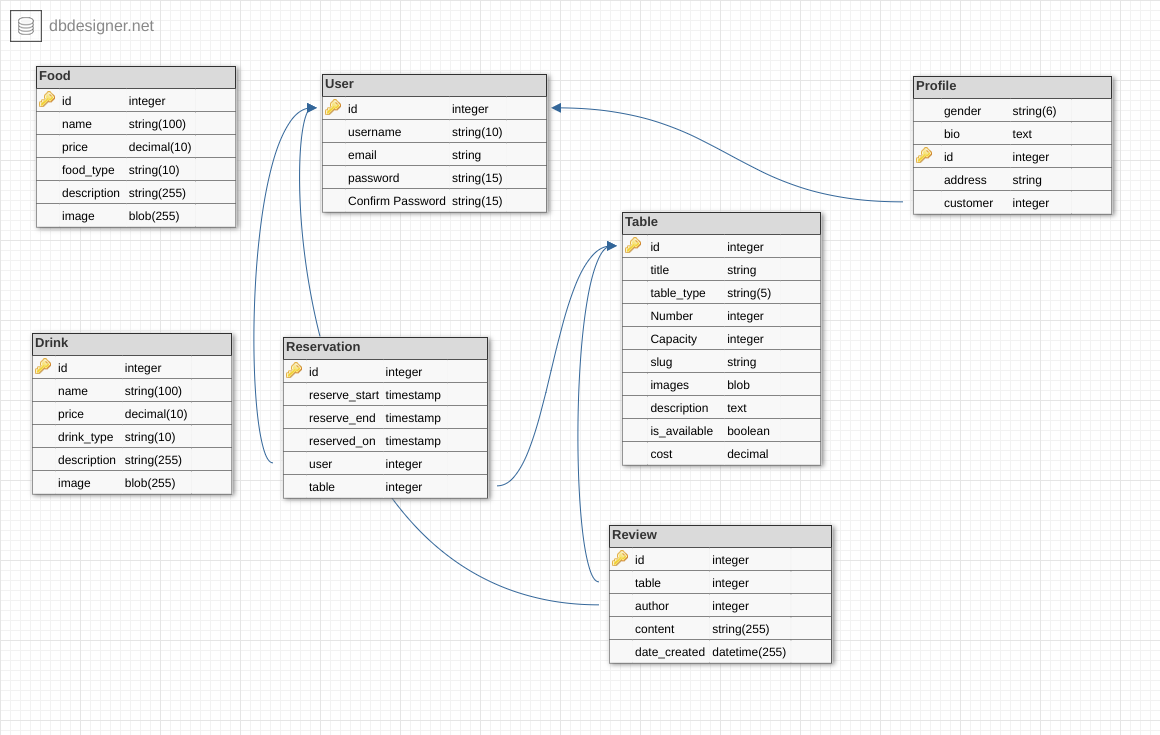 dbdesigner.net
Food
id integer
name string(100)
price decimal(10)
food_type string(10)
description string(255)
image blob(255)
User
id integer
username string(10)
email string
password string(15)
Confirm Password string(15)
Profile
gender string(6)
bio text
id integer
address string
customer integer
Table
id integer
title string
table_type string(5)
Number integer
Capacity integer
slug string
images blob
description text
is_available boolean
cost decimal
Drink
id integer
name string(100)
price decimal(10)
drink_type string(10)
description string(255)
image blob(255)
Reservation
id integer
reserve_start timestamp
reserve_end timestamp
reserved_on timestamp
user integer
table integer
Review
id integer
table integer
author integer
content string(255)
date_created datetime(255)